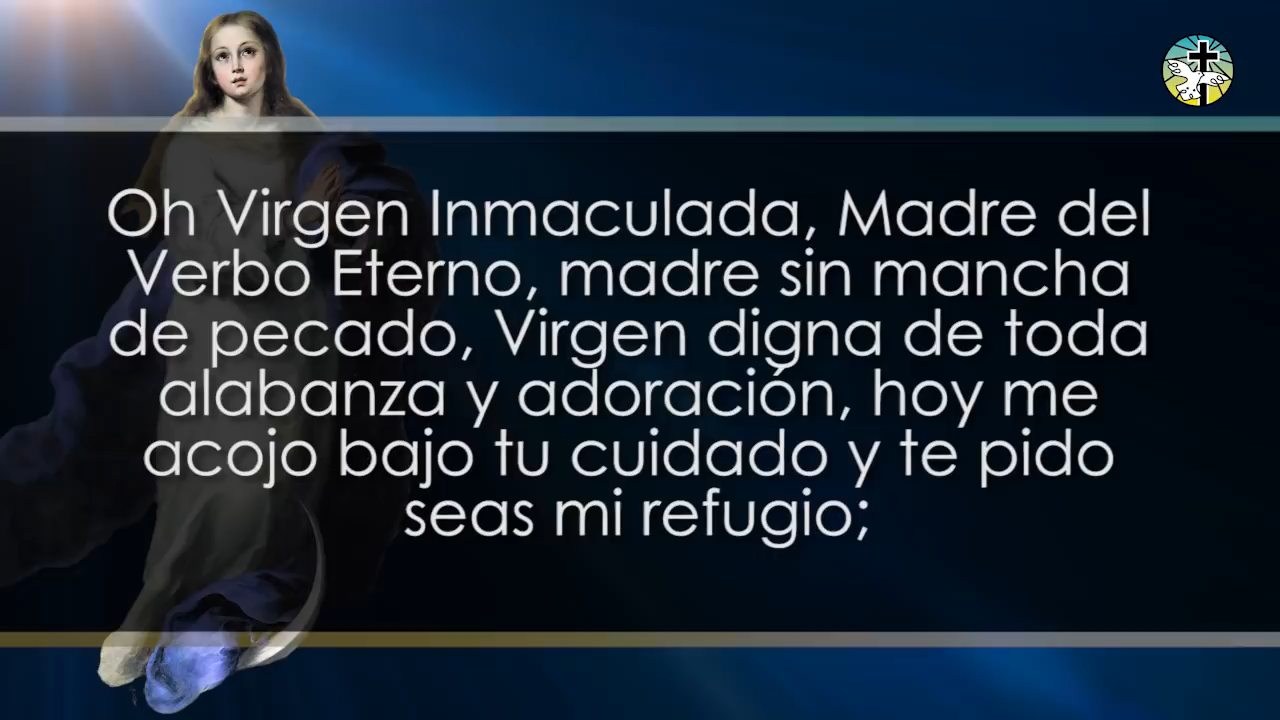 Oh Virgen Inmaculada, Madre del
Verbo Eterno, madre sin mancha
de pecado, Virgen digna de toda
alabanza y adoración, hoy me
acojo bajo tu cuidado y te pido
seas mi refugio;